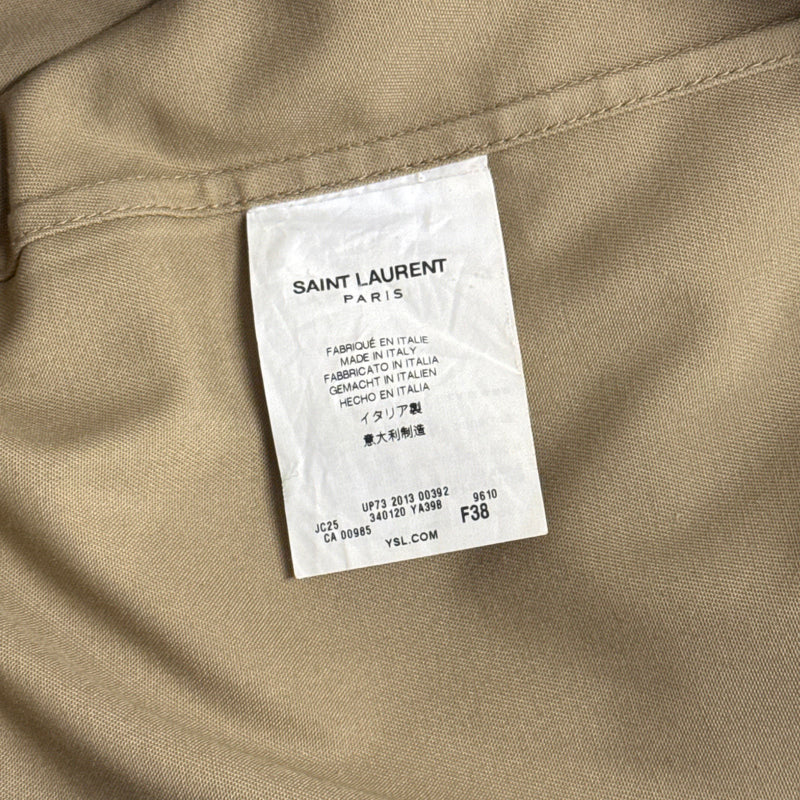 SAINT LAURENT
PARIS
FABRIQUÉ EN ITALIE
MADE IN ITALY
FABBRICATO IN ITALIA
GEMACHT IN ITALIEN
HECHO EN ITALIA
イタリア製
意大利制造
UP73 2013 00392 9610
JC25 340120 YA39B F38
CA 00985
YSL.COM